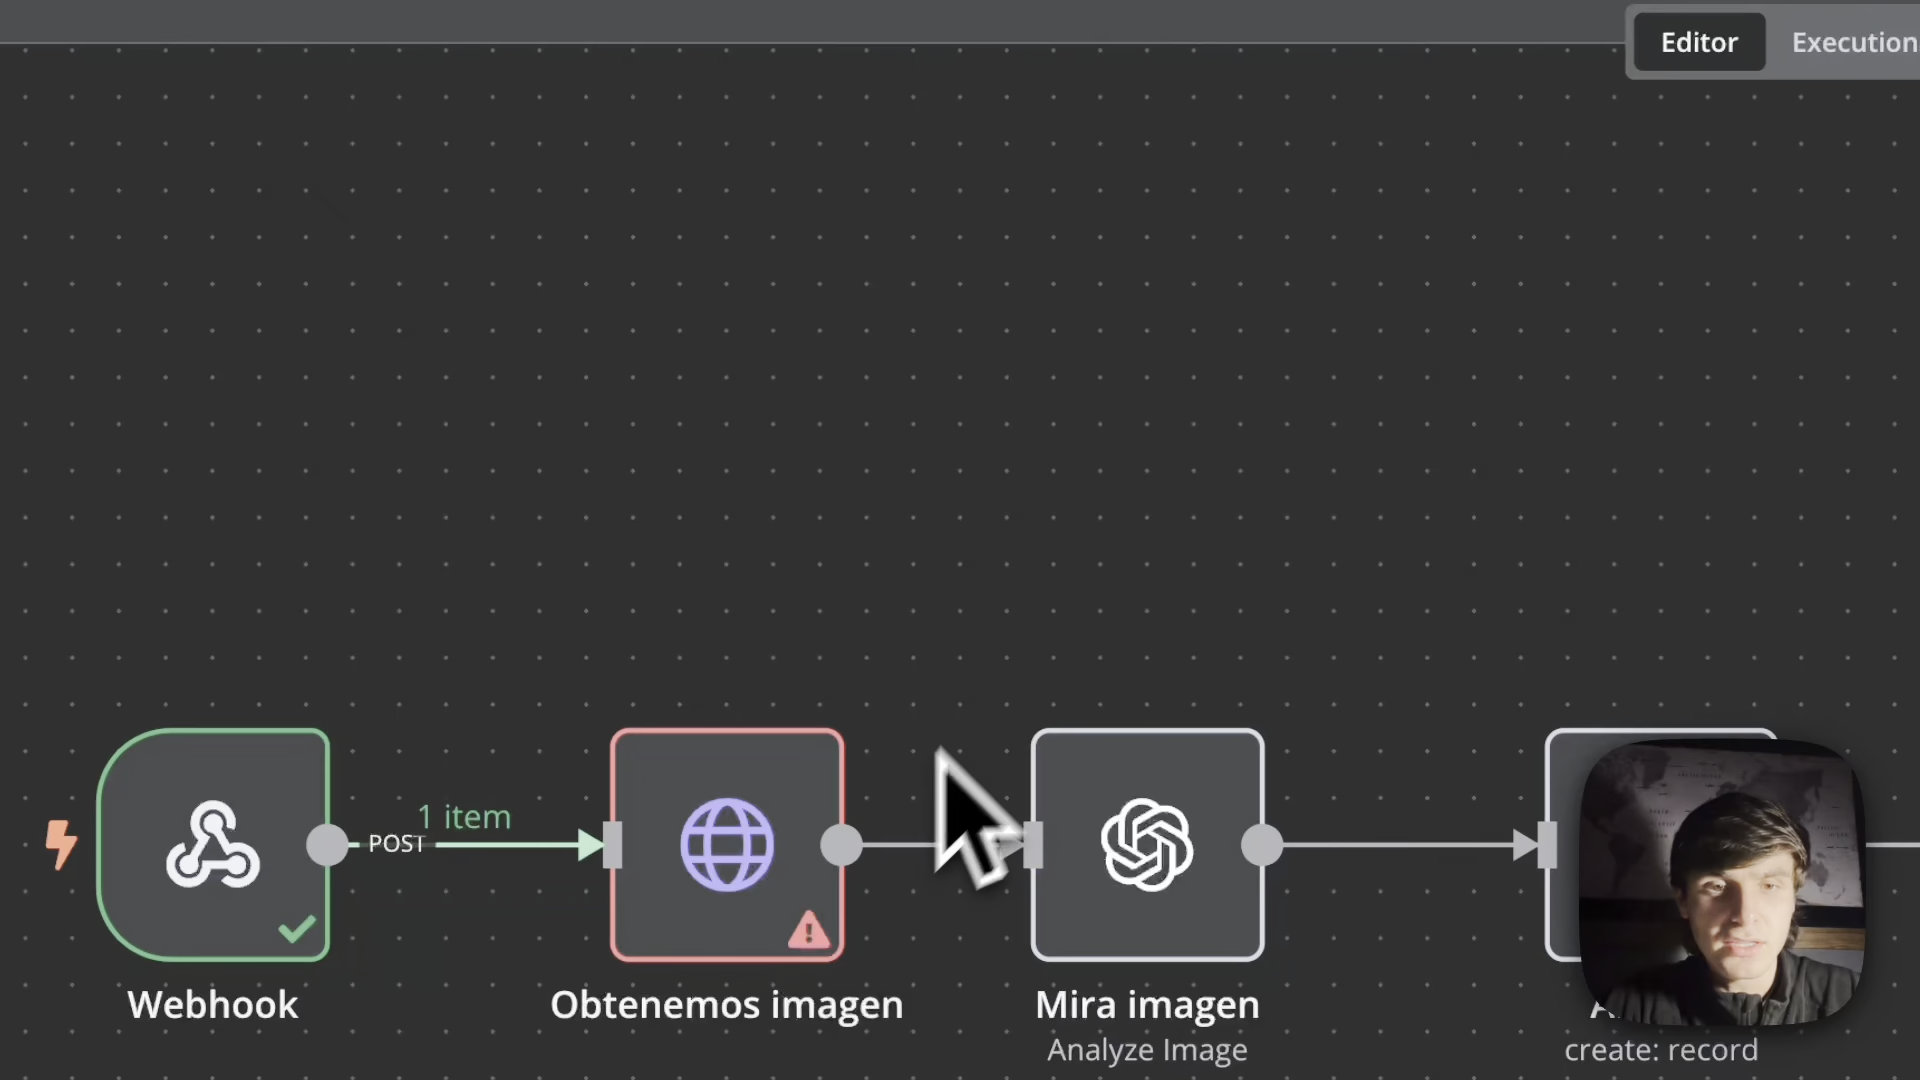 Editor
Execution
1 item
POST
Webhook
Obtenemos imagen
Mira imagen
Analyze Image
create: record